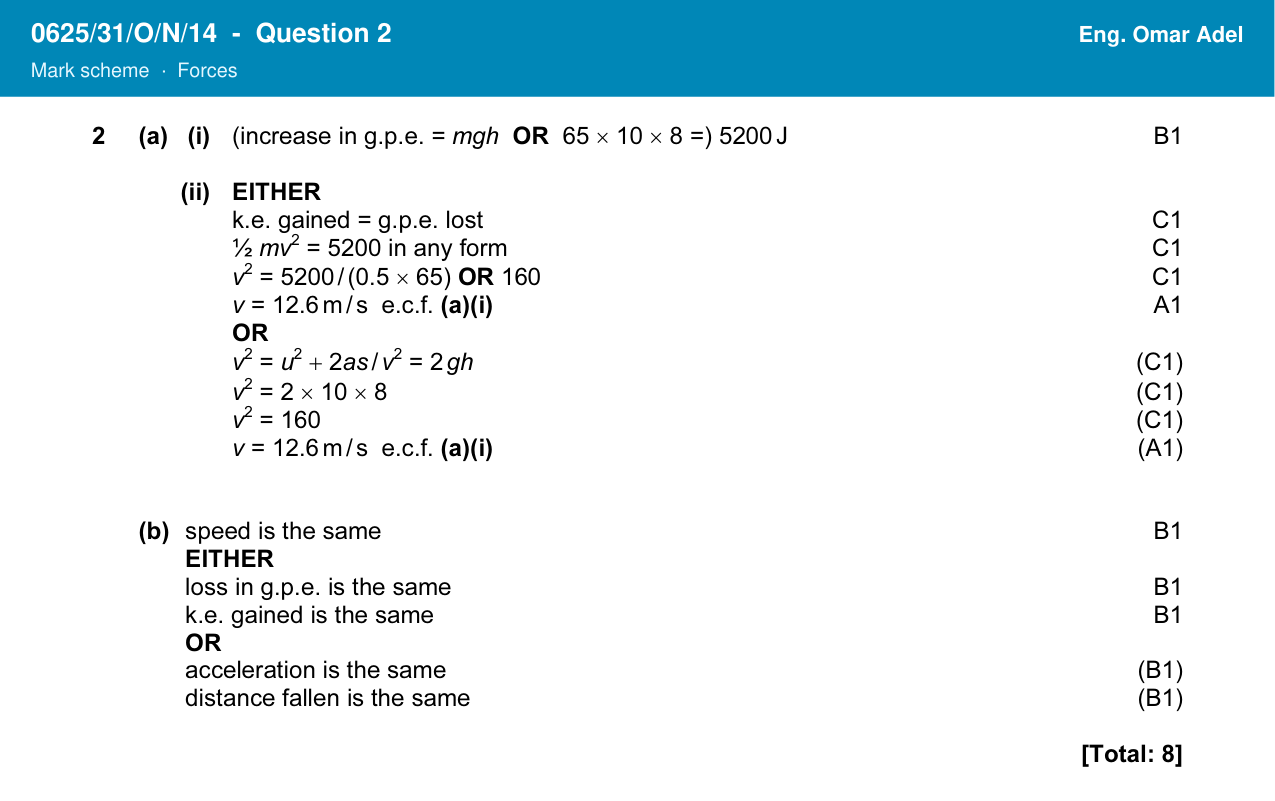 0625/31/O/N/14 - Question 2 Eng. Omar Adel
Mark scheme · Forces
2 (a) (i) (increase in g.p.e. = mgh OR 65 × 10 × 8 =) 5200 J B1
(ii) EITHER
k.e. gained = g.p.e. lost C1
½ mv² = 5200 in any form C1
v² = 5200/(0.5 × 65) OR 160 C1
v = 12.6 m/s e.c.f. (a)(i) A1
OR
v² = u² + 2as/v² = 2gh (C1)
v² = 2 × 10 × 8 (C1)
v² = 160 (C1)
v = 12.6 m/s e.c.f. (a)(i) (A1)
(b) speed is the same B1
EITHER
loss in g.p.e. is the same B1
k.e. gained is the same B1
OR
acceleration is the same (B1)
distance fallen is the same (B1)
[Total: 8]